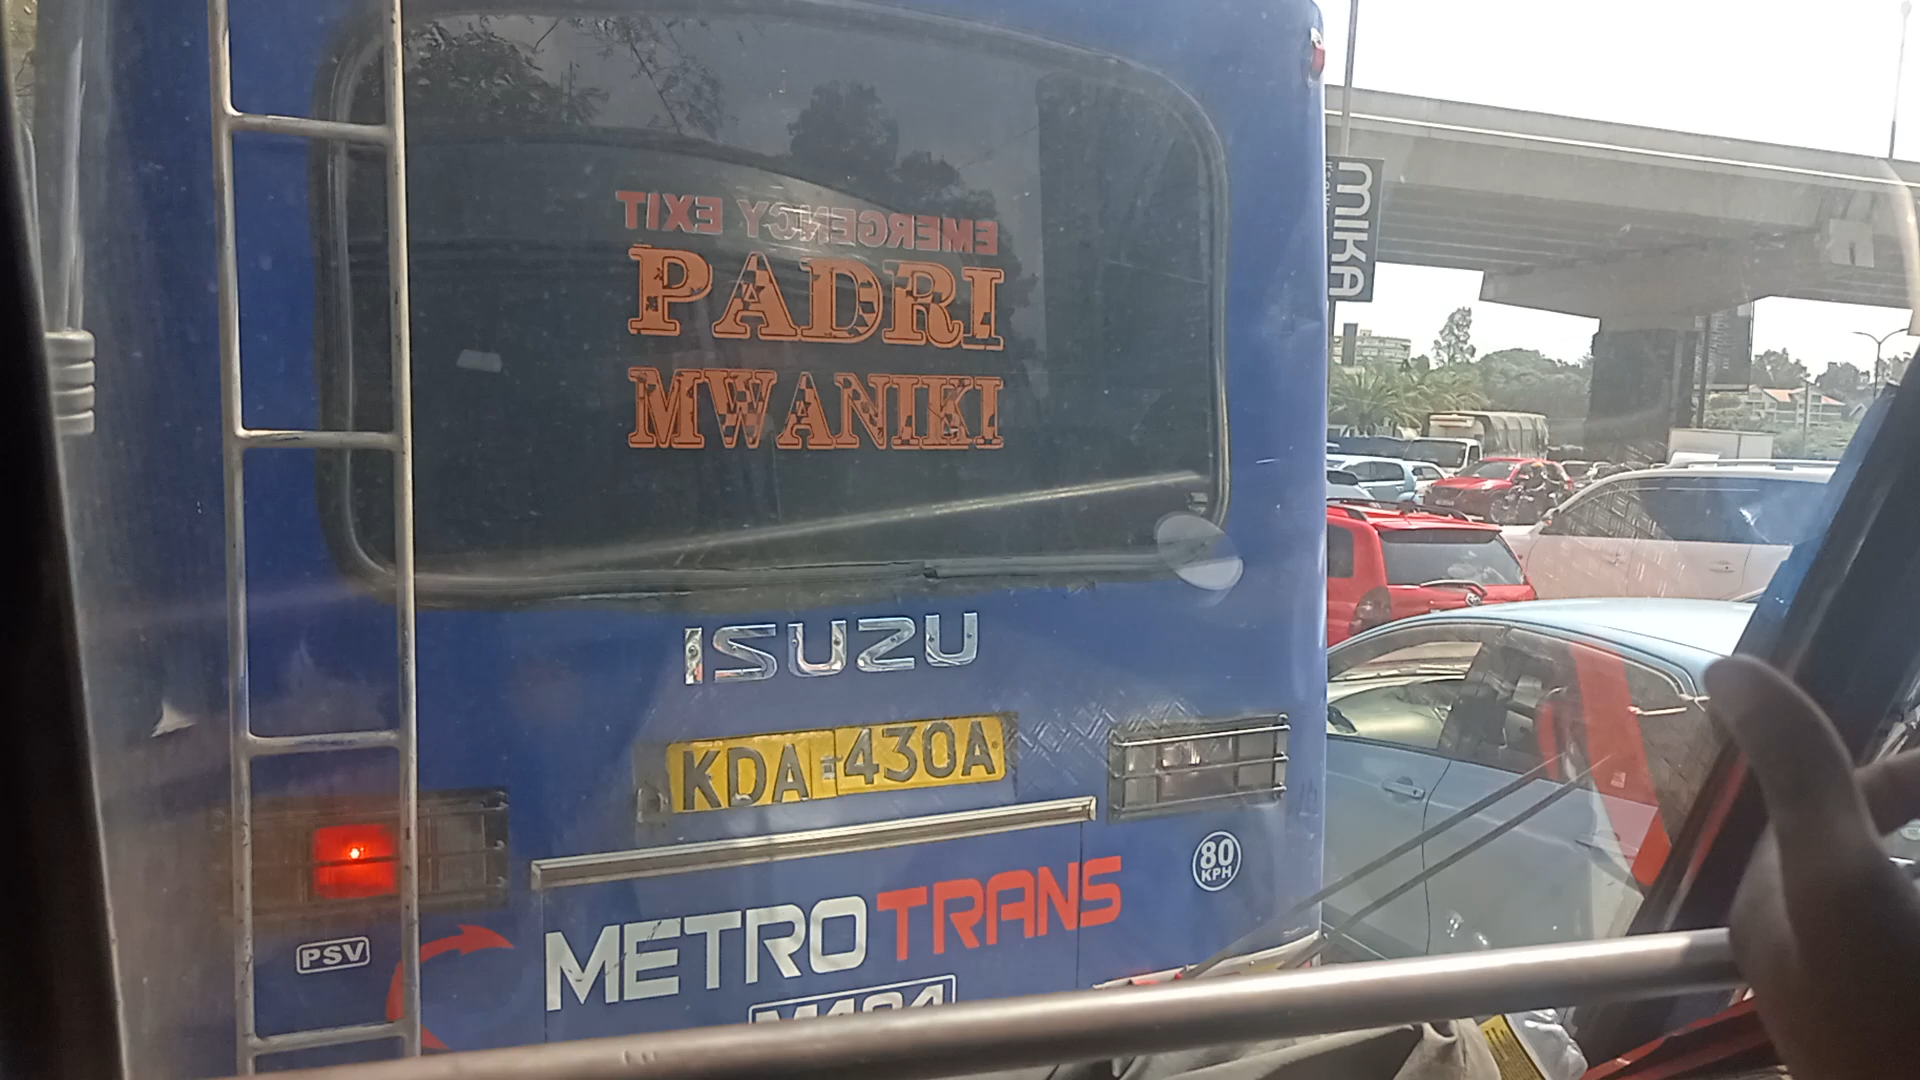 EMERGENCY EXIT
PADRI
MWANIKI
MIKA
ISUZU
KDA 430A
80
KPH
METRO TRANS
PSV